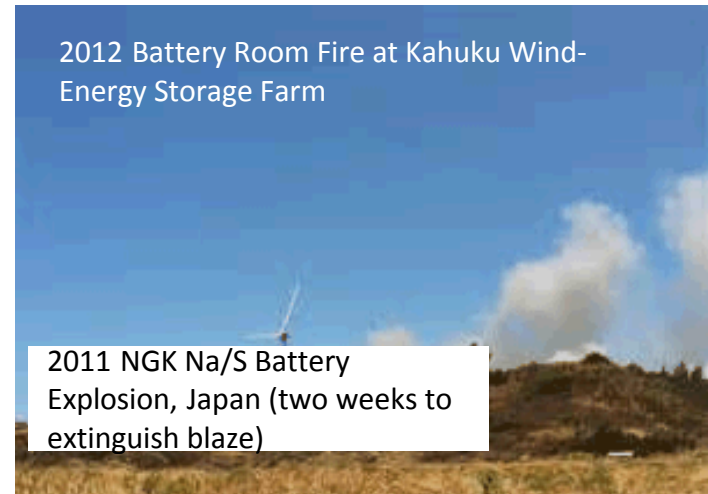 2012 Battery Room Fire at Kahuku Wind-
Energy Storage Farm
2011 NGK Na/S Battery
Explosion, Japan (two weeks to
extinguish blaze)